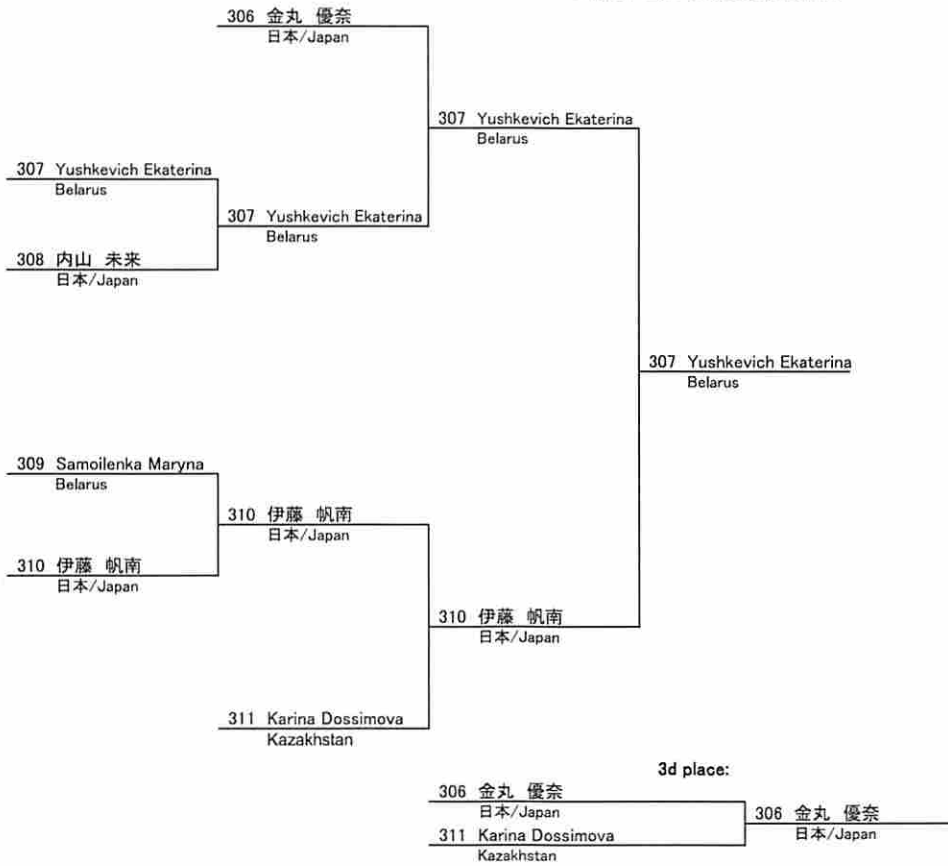 306 金丸 優奈
日本/Japan
307 Yushkevich Ekaterina
Belarus
307 Yushkevich Ekaterina
Belarus
307 Yushkevich Ekaterina
Belarus
308 内山 未来
日本/Japan
307 Yushkevich Ekaterina
Belarus
309 Samoilenka Maryna
Belarus
310 伊藤 帆南
日本/Japan
310 伊藤 帆南
日本/Japan
310 伊藤 帆南
日本/Japan
311 Karina Dossimova
Kazakhstan
3d place:
306 金丸 優奈
日本/Japan
306 金丸 優奈
日本/Japan
311 Karina Dossimova
Kazakhstan